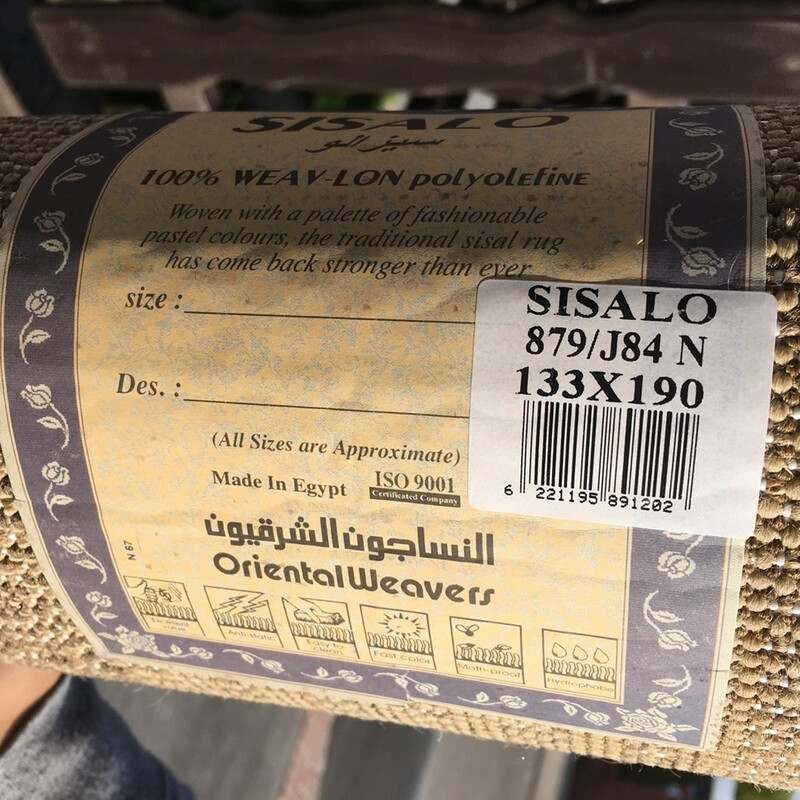 SISALO
سيزالو
100% WEAV-LON polyolefine
Woven with a palette of fashionable
pastel colours, the traditional sisal rug
has come back stronger than ever
size :
Des. :
(All Sizes are Approximate)
Made In Egypt
ISO 9001
Certificated Company
النساجون الشرقيون
Oriental Weavers
N 67
Excellent value
Anti-static
Easy to clean
Fast color
Moth-proof
Hydrophobe
SISALO
879/J84 N
133X190
6 221195 891202